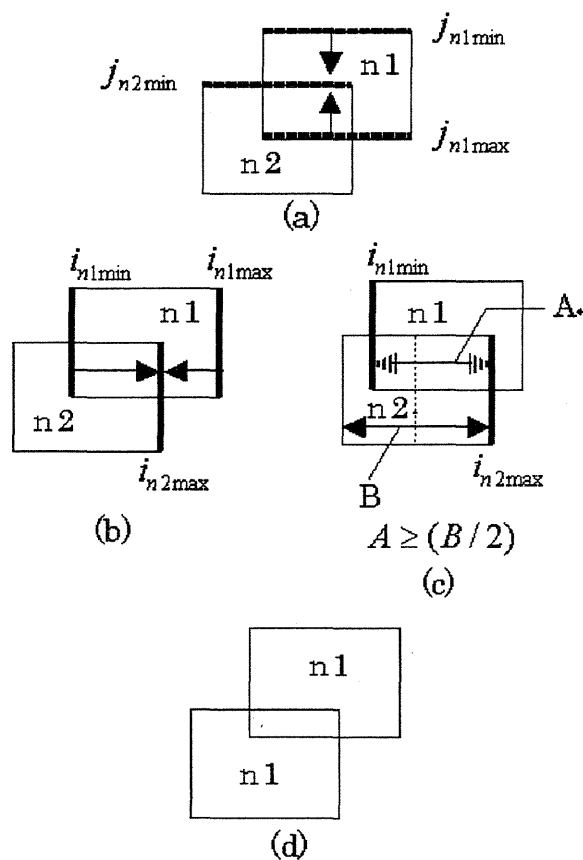 j_{n1min}
n1
j_{n2min}
j_{n1max}
n2
(a)
i_{n1min} i_{n1max}
n1
n2
i_{n2max}
(b)
i_{n1min}
n1
A.
n2.
B
i_{n2max}
A ≥ (B / 2)
(c)
n1
n1
(d)